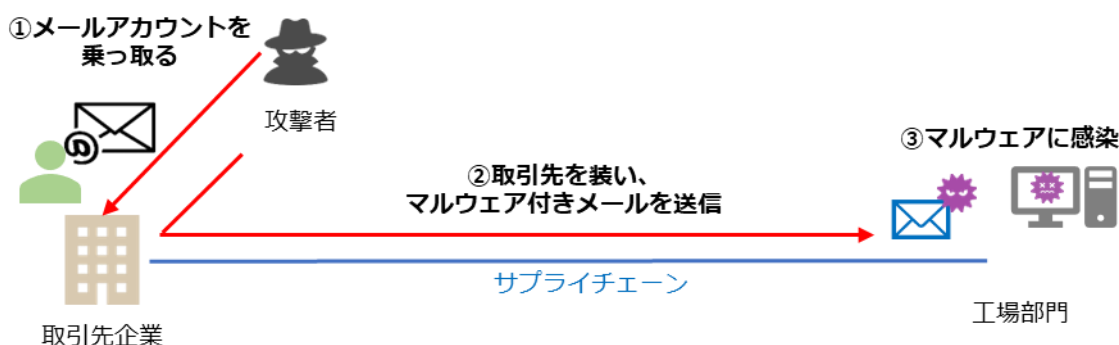 ①メールアカウントを
乗っ取る
攻撃者
③マルウェアに感染
②取引先を装い、
マルウェア付きメールを送信
サプライチェーン
工場部門
取引先企業